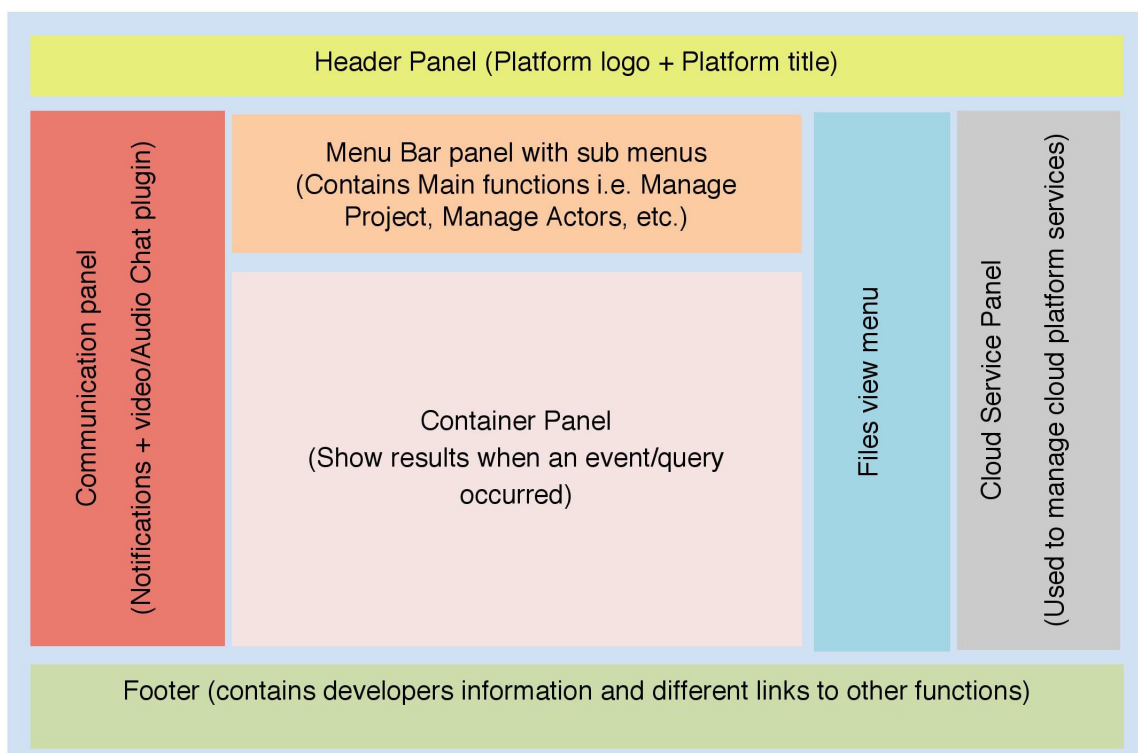 Header Panel (Platform logo + Platform title)
Communication panel
(Notifications + video/Audio Chat plugin)
Menu Bar panel with sub menus
(Contains Main functions i.e. Manage
Project, Manage Actors, etc.)
Container Panel
(Show results when an event/query
occurred)
Files view menu
Cloud Service Panel
(Used to manage cloud platform services)
Footer (contains developers information and different links to other functions)